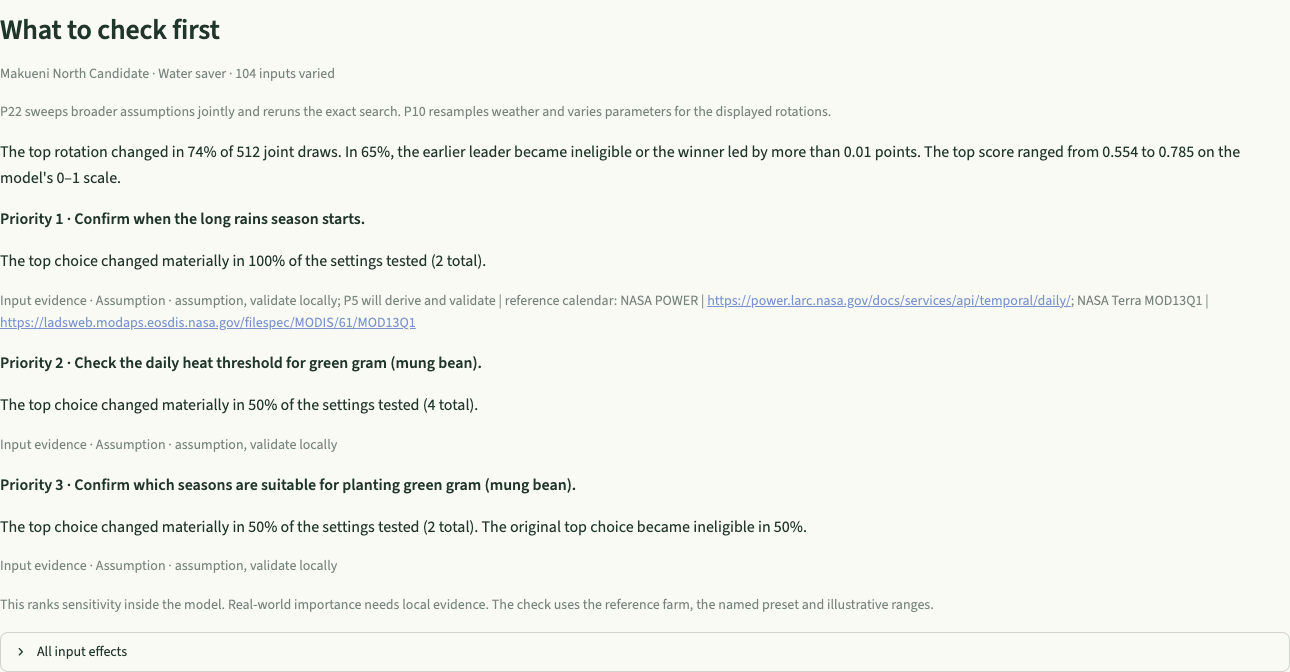 What to check first
Makueni North Candidate · Water saver · 104 inputs varied
P22 sweeps broader assumptions jointly and reruns the exact search. P10 resamples weather and varies parameters for the displayed rotations.
The top rotation changed in 74% of 512 joint draws. In 65%, the earlier leader became ineligible or the winner led by more than 0.01 points. The top score ranged from 0.554 to 0.785 on the
model's 0–1 scale.
Priority 1 · Confirm when the long rains season starts.
The top choice changed materially in 100% of the settings tested (2 total).
Input evidence · Assumption · assumption, validate locally; P5 will derive and validate | reference calendar: NASA POWER | https://power.larc.nasa.gov/docs/services/api/temporal/daily/; NASA Terra MOD13Q1 |
https://ladsweb.modaps.eosdis.nasa.gov/filespec/MODIS/61/MOD13Q1
Priority 2 · Check the daily heat threshold for green gram (mung bean).
The top choice changed materially in 50% of the settings tested (4 total).
Input evidence · Assumption · assumption, validate locally
Priority 3 · Confirm which seasons are suitable for planting green gram (mung bean).
The top choice changed materially in 50% of the settings tested (2 total). The original top choice became ineligible in 50%.
Input evidence · Assumption · assumption, validate locally
This ranks sensitivity inside the model. Real-world importance needs local evidence. The check uses the reference farm, the named preset and illustrative ranges.
All input effects